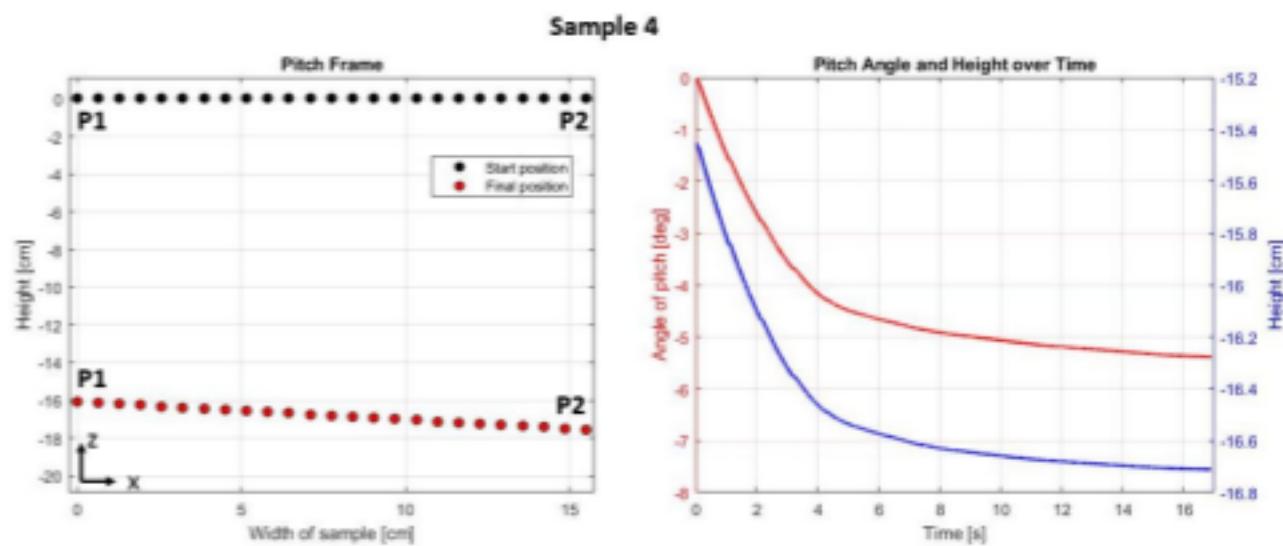 Sample 4
Pitch Frame
0
-2
-4
-6
-8
-10
-12
-14
-16
-18
-20
Height [cm]
P1
P2
Start position
Final position
P1
P2
Z
X
0
5
10
15
Width of sample [cm]
Pitch Angle and Height over Time
0
-1
-2
-3
-4
-5
-6
-7
-8
Angle of pitch [deg]
-15.2
-15.4
-15.6
-15.8
-16
-16.2
-16.4
-16.6
-16.8
Height [cm]
0
2
4
6
8
10
12
14
16
Time [s]